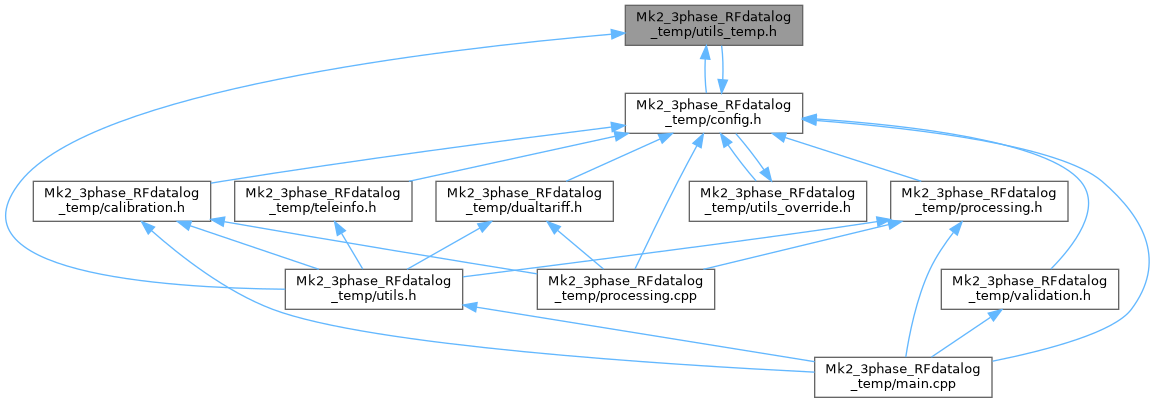 Mk2_3phase_RFdatalog
_temp/utils_temp.h
Mk2_3phase_RFdatalog
_temp/config.h
Mk2_3phase_RFdatalog
_temp/calibration.h
Mk2_3phase_RFdatalog
_temp/teleinfo.h
Mk2_3phase_RFdatalog
_temp/dualtariff.h
Mk2_3phase_RFdatalog
_temp/utils_override.h
Mk2_3phase_RFdatalog
_temp/processing.h
Mk2_3phase_RFdatalog
_temp/utils.h
Mk2_3phase_RFdatalog
_temp/processing.cpp
Mk2_3phase_RFdatalog
_temp/validation.h
Mk2_3phase_RFdatalog
_temp/main.cpp